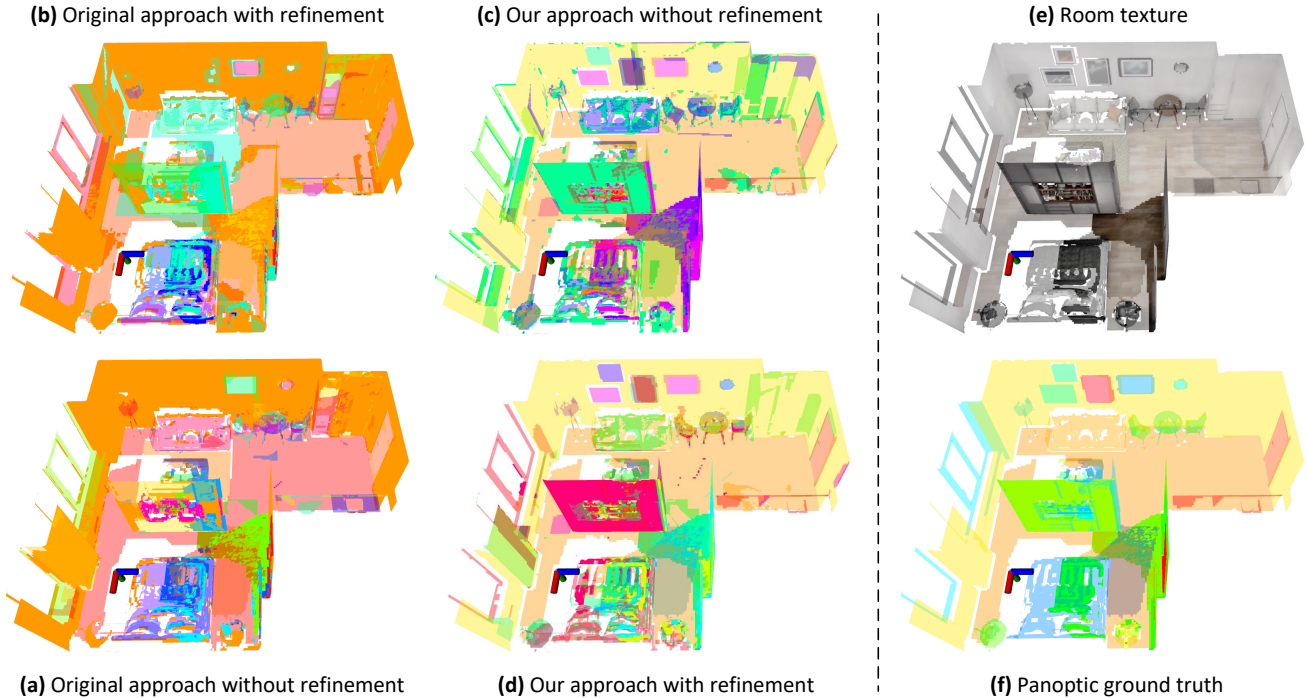 (b) Original approach with refinement
(c) Our approach without refinement
(e) Room texture
(a) Original approach without refinement
(d) Our approach with refinement
(f) Panoptic ground truth